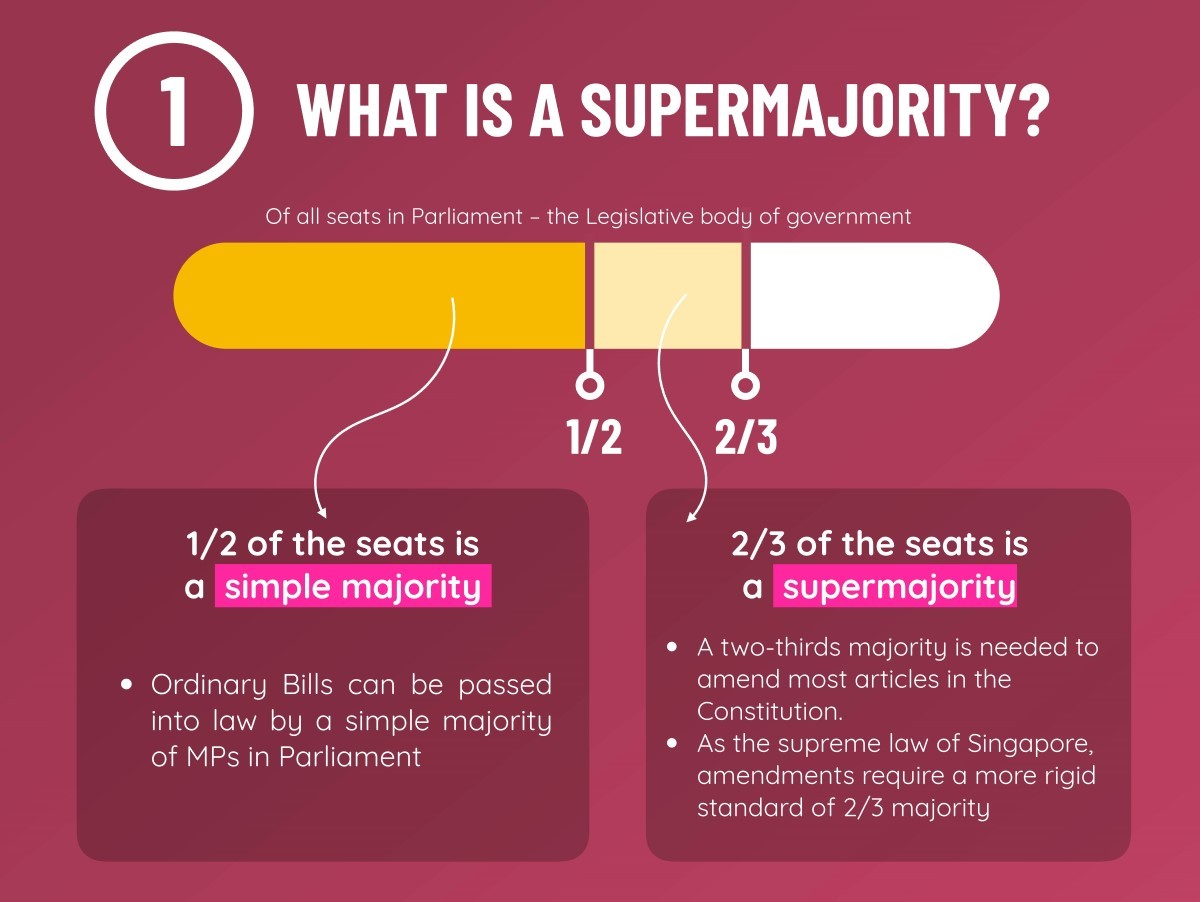 1
WHAT IS A SUPERMAJORITY?
Of all seats in Parliament – the Legislative body of government
1/2
2/3
1/2 of the seats is
a simple majority
• Ordinary Bills can be passed
into law by a simple majority
of MPs in Parliament
2/3 of the seats is
a supermajority
• A two-thirds majority is needed to
amend most articles in the
Constitution.
• As the supreme law of Singapore,
amendments require a more rigid
standard of 2/3 majority